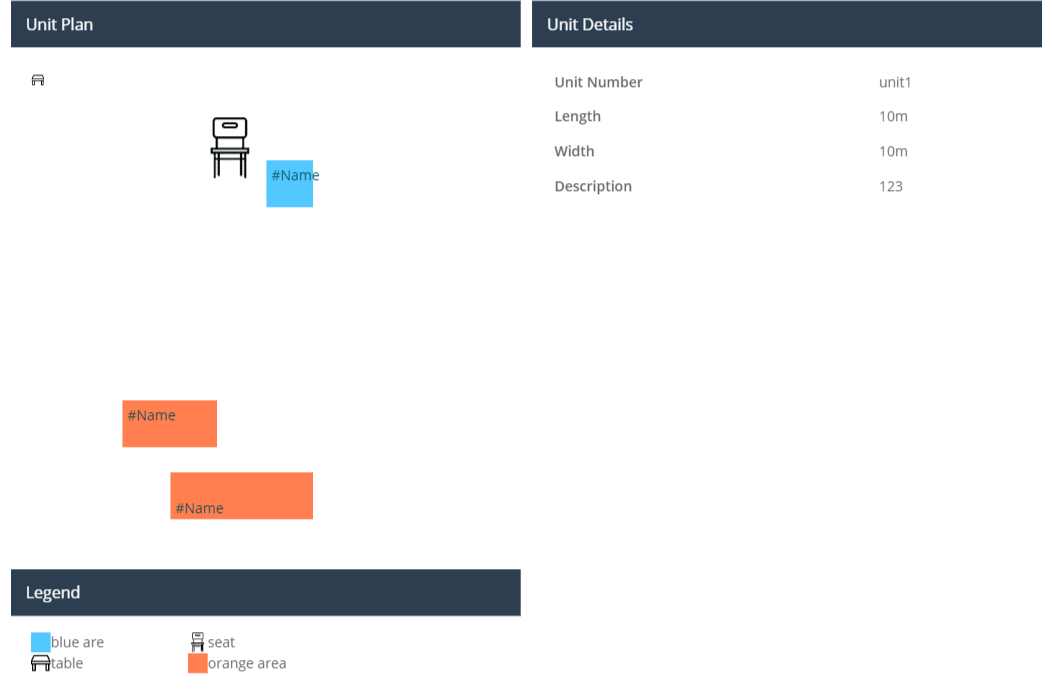 Unit Plan
#Name
#Name
#Name
Legend
blue are
seat
table
orange area
Unit Details
Unit Number unit1
Length 10m
Width 10m
Description 123